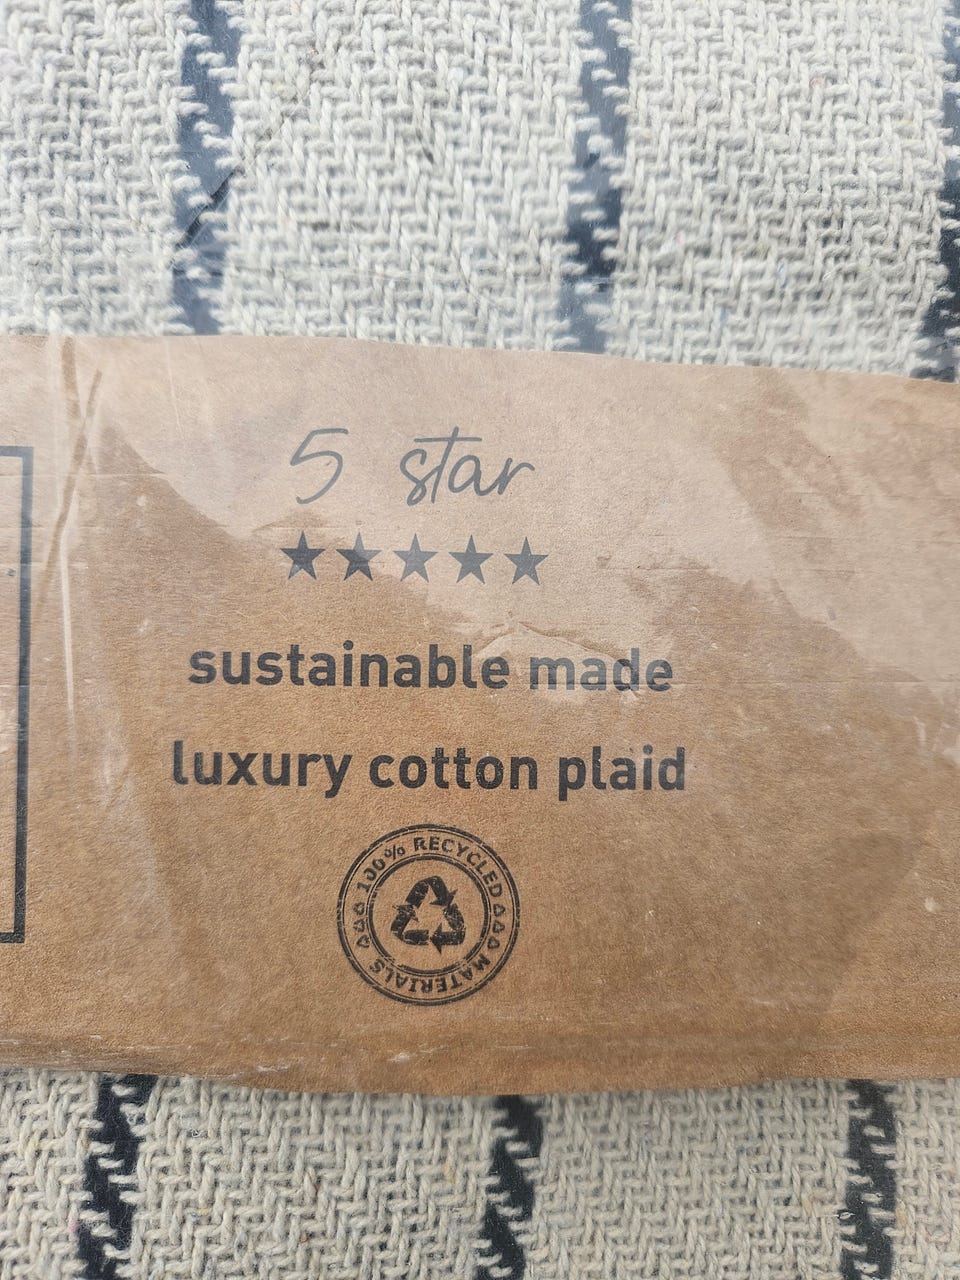 5 star
sustainable made
luxury cotton plaid
100% RECYCLED
MATERIALS